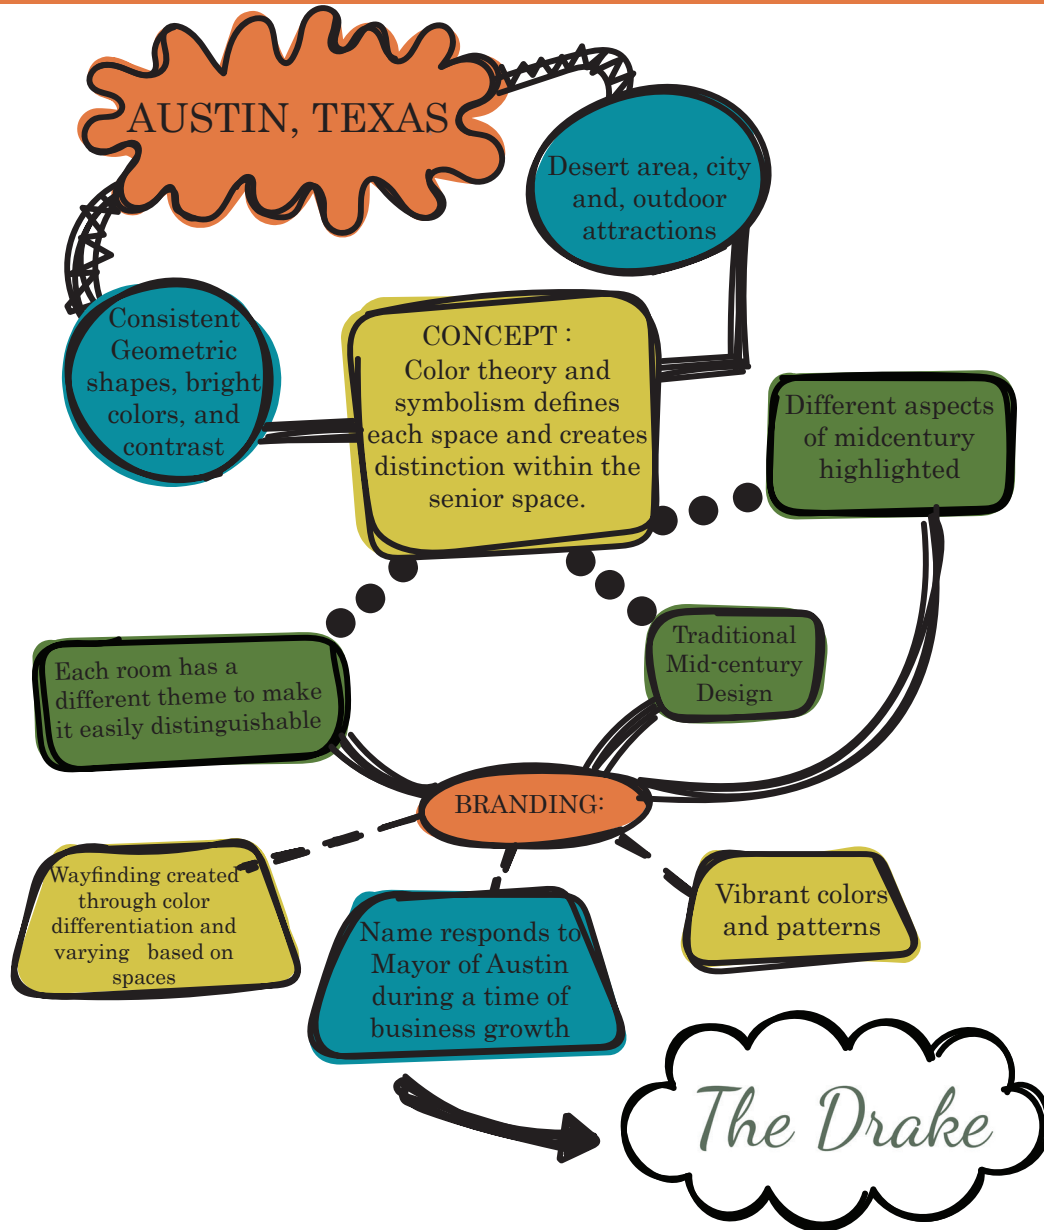 AUSTIN, TEXAS
Desert area, city
and, outdoor
attractions
Consistent
Geometric
shapes, bright
colors, and
contrast
CONCEPT :
Color theory and
symbolism defines
each space and creates
distinction within the
senior space.
Different aspects
of midcentury
highlighted
Each room has a
different theme to make
it easily distinguishable
Traditional
Mid-century
Design
BRANDING:
Wayfinding created
through color
differentiation and
varying based on
spaces
Name responds to
Mayor of Austin
during a time of
business growth
Vibrant colors
and patterns
The Drake